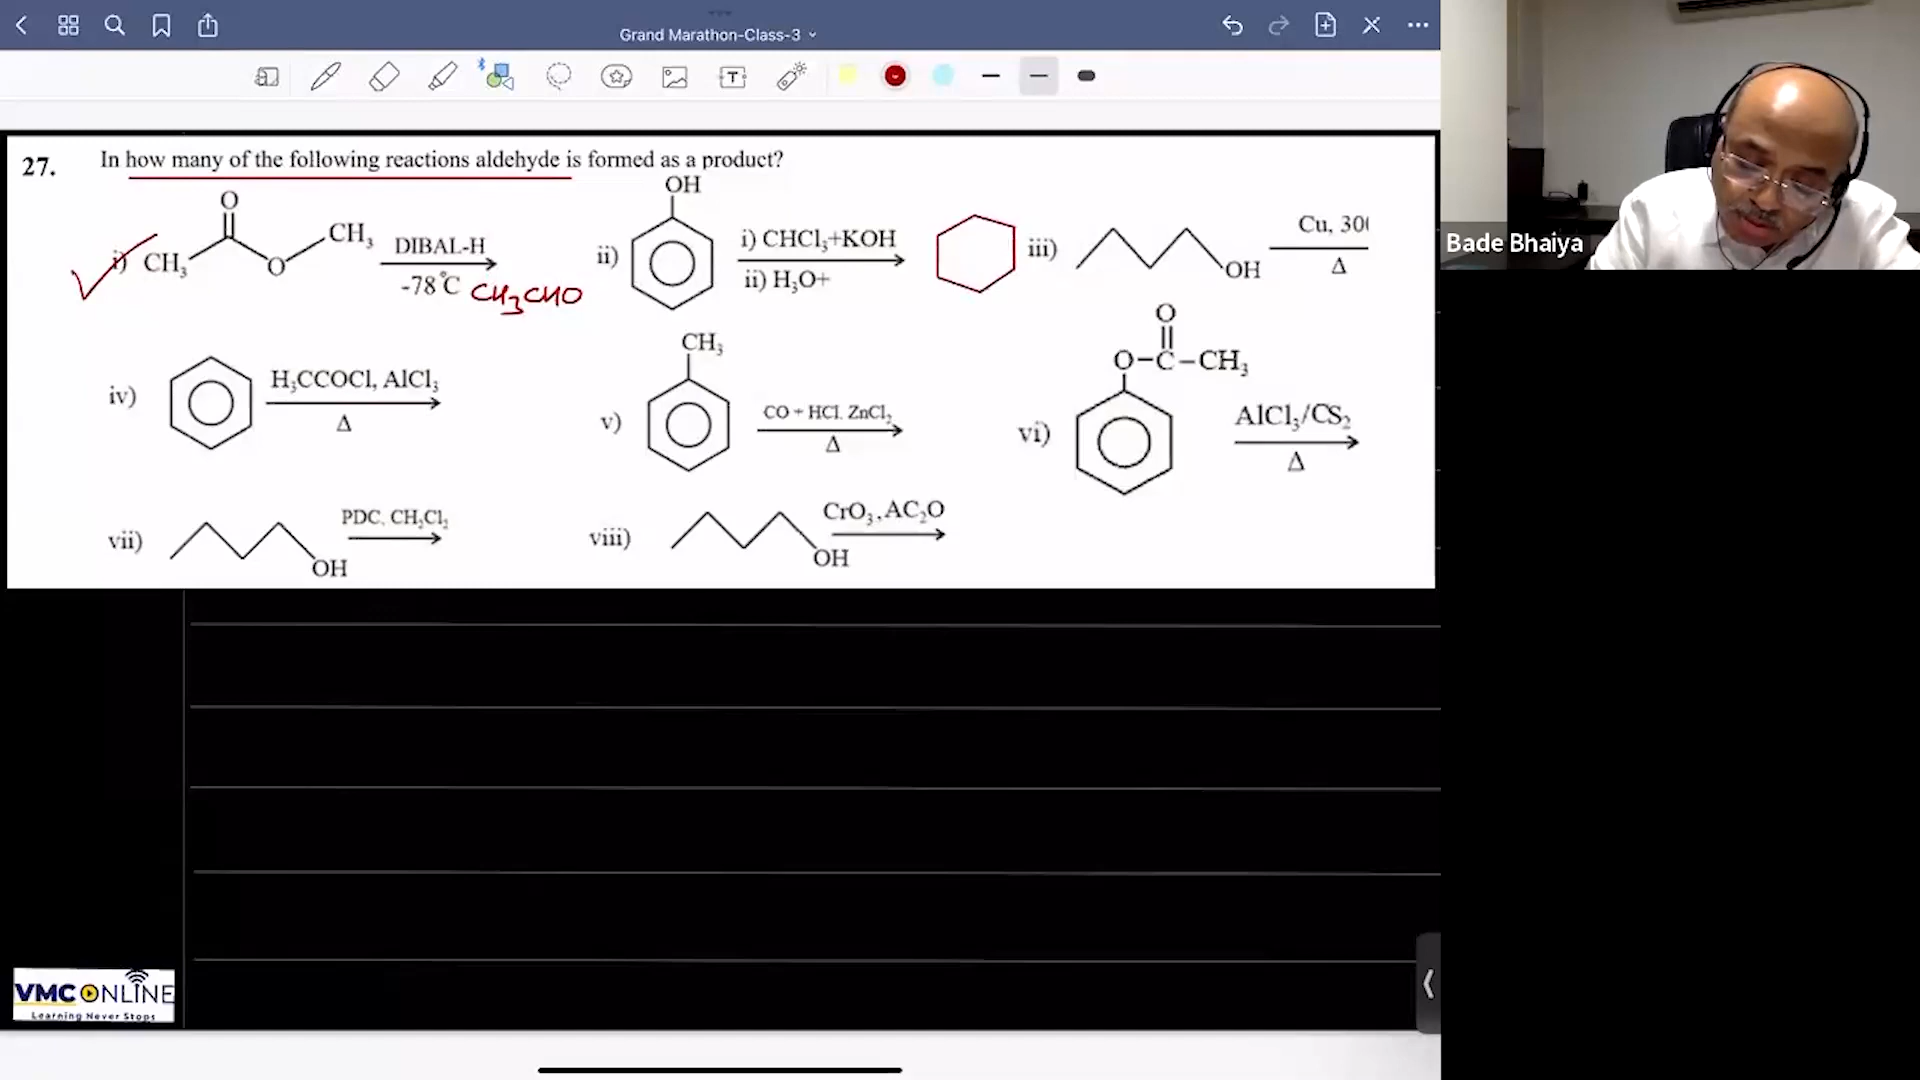 Grand Marathon-Class-3
27. In how many of the following reactions aldehyde is formed as a product?
i) CH₃ O O CH₃ DIBAL-H -78°C CH₃CHO
ii) OH i) CHCl₃+KOH ii) H₃O+
iii) OH Cu, 30 Δ
iv) H₃CCOCl, AlCl₃ Δ
v) CH₃ CO + HCl. ZnCl₂ Δ
vi) O O-C-CH₃ AlCl₃/CS₂ Δ
vii) OH PDC, CH₂Cl₂
viii) OH CrO₃,AC₂O
Bade Bhaiya
VMC ONLINE
Learning Never Stops